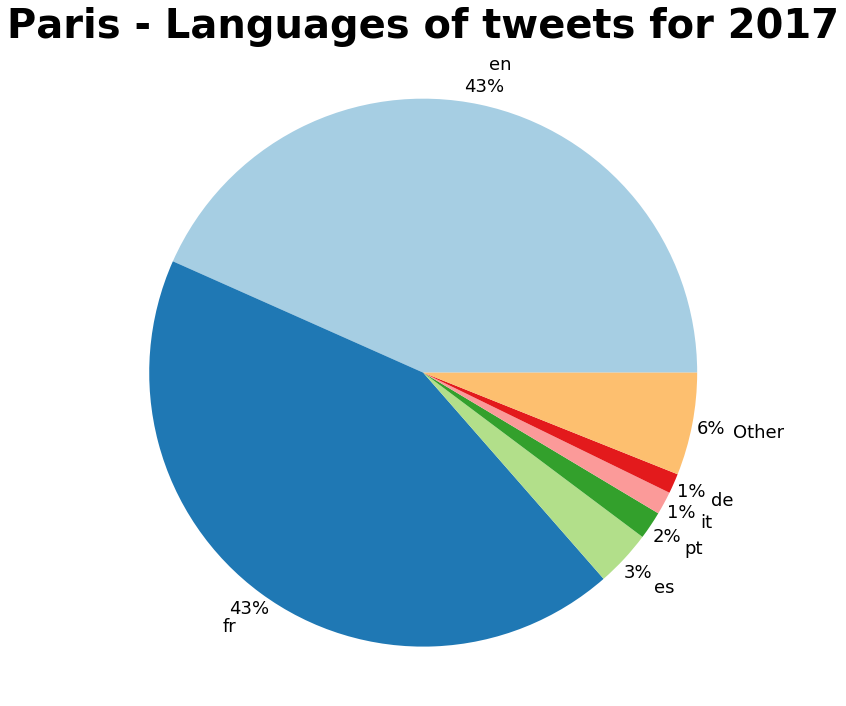 Paris - Languages of tweets for 2017
en
43%
6% Other
1% de
1% it
2% pt
3% es
43%
fr